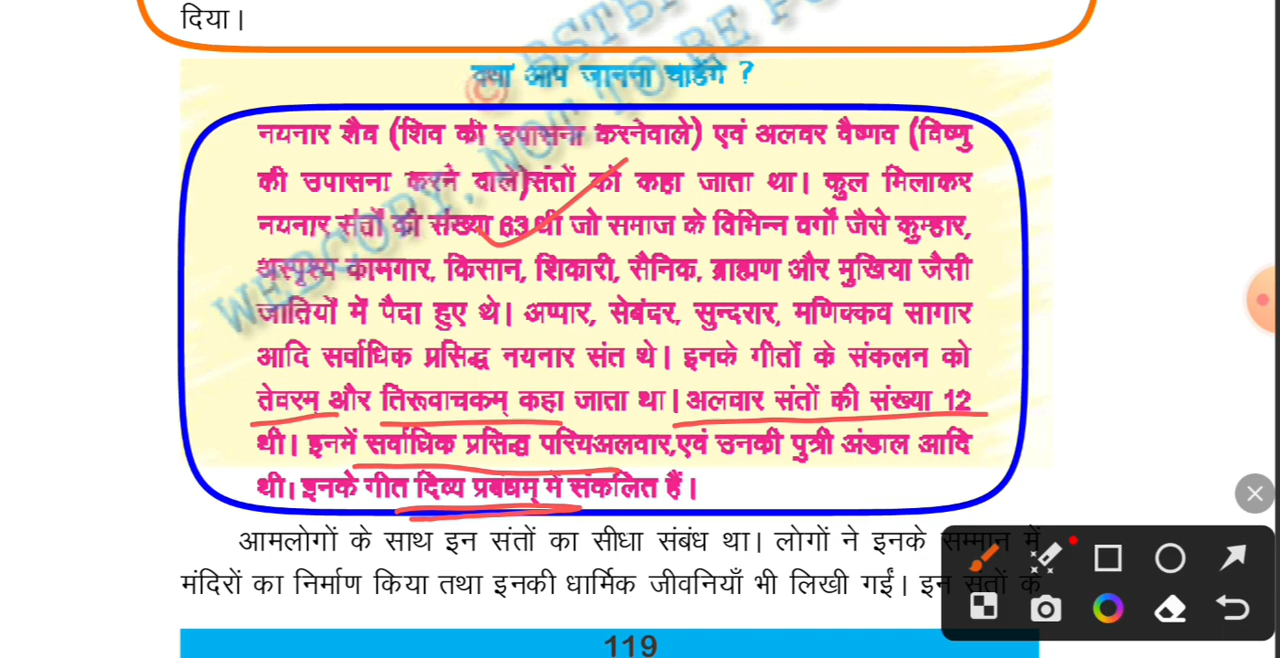 दिया।
क्या आप जानना चाहेंगे ?
नयनार शैव (शिव की उपासना करनेवाले) एवं अलवर वैष्णव (विष्णु
की उपासना करने वाले)संतों को कहा जाता था। कुल मिलाकर
नयनार संतों की संख्या 63 थी जो समाज के विभिन्न वर्गों जैसे कुम्हार,
अस्पृश्य कामगार, किसान, शिकारी, सैनिक, ब्राह्मण और मुखिया जैसी
जातियों में पैदा हुए थे। अप्पार, सेबंदर, सुन्दरार, मणिक्कव सागार
आदि सर्वाधिक प्रसिद्ध नयनार संत थे। इनके गीतों के संकलन को
तेवरम् और तिरूवाचकम् कहा जाता था। अलवार संतों की संख्या 12
थी। इनमें सर्वाधिक प्रसिद्ध परियअलवार,एवं उनकी पुत्री अंडाल आदि
थी। इनके गीत दिव्य प्रबधम् में संकलित हैं।
आमलोगों के साथ इन संतों का सीधा संबंध था। लोगों ने इनके सम्मान में
मंदिरों का निर्माण किया तथा इनकी धार्मिक जीवनियाँ भी लिखी गईं। इन संतों के
119